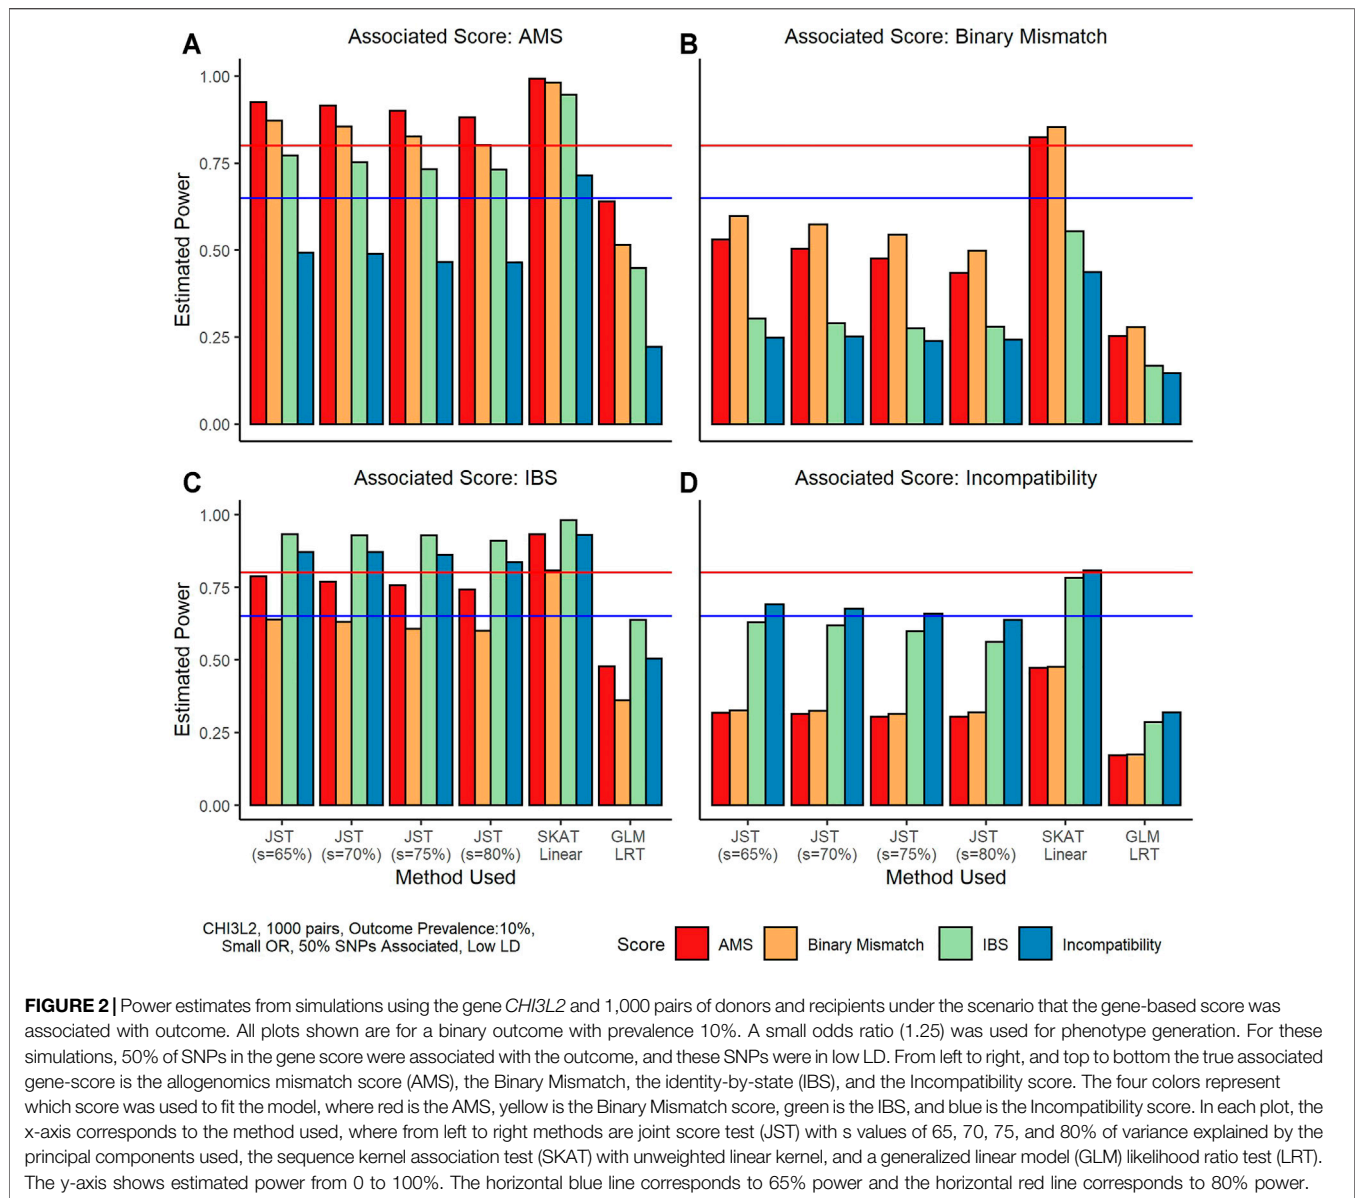 A
Associated Score: AMS
B
Associated Score: Binary Mismatch
Estimated Power
1.00
0.75
0.50
0.25
0.00
C
Associated Score: IBS
D
Associated Score: Incompatibility
Estimated Power
1.00
0.75
0.50
0.25
0.00
JST
(s=65%)
JST
(s=70%)
JST
(s=75%)
JST
(s=80%)
SKAT
Linear
GLM
LRT
JST
(s=65%)
JST
(s=70%)
JST
(s=75%)
JST
(s=80%)
SKAT
Linear
GLM
LRT
Method Used
Method Used
CHI3L2, 1000 pairs, Outcome Prevalence:10%,
Small OR, 50% SNPs Associated, Low LD
Score AMS Binary Mismatch IBS Incompatibility
FIGURE 2 | Power estimates from simulations using the gene CHI3L2 and 1,000 pairs of donors and recipients under the scenario that the gene-based score was
associated with outcome. All plots shown are for a binary outcome with prevalence 10%. A small odds ratio (1.25) was used for phenotype generation. For these
simulations, 50% of SNPs in the gene score were associated with the outcome, and these SNPs were in low LD. From left to right, and top to bottom the true associated
gene-score is the allogenomics mismatch score (AMS), the Binary Mismatch, the identity-by-state (IBS), and the Incompatibility score. The four colors represent
which score was used to fit the model, where red is the AMS, yellow is the Binary Mismatch score, green is the IBS, and blue is the Incompatibility score. In each plot, the
x-axis corresponds to the method used, where from left to right methods are joint score test (JST) with s values of 65, 70, 75, and 80% of variance explained by the
principal components used, the sequence kernel association test (SKAT) with unweighted linear kernel, and a generalized linear model (GLM) likelihood ratio test (LRT).
The y-axis shows estimated power from 0 to 100%. The horizontal blue line corresponds to 65% power and the horizontal red line corresponds to 80% power.